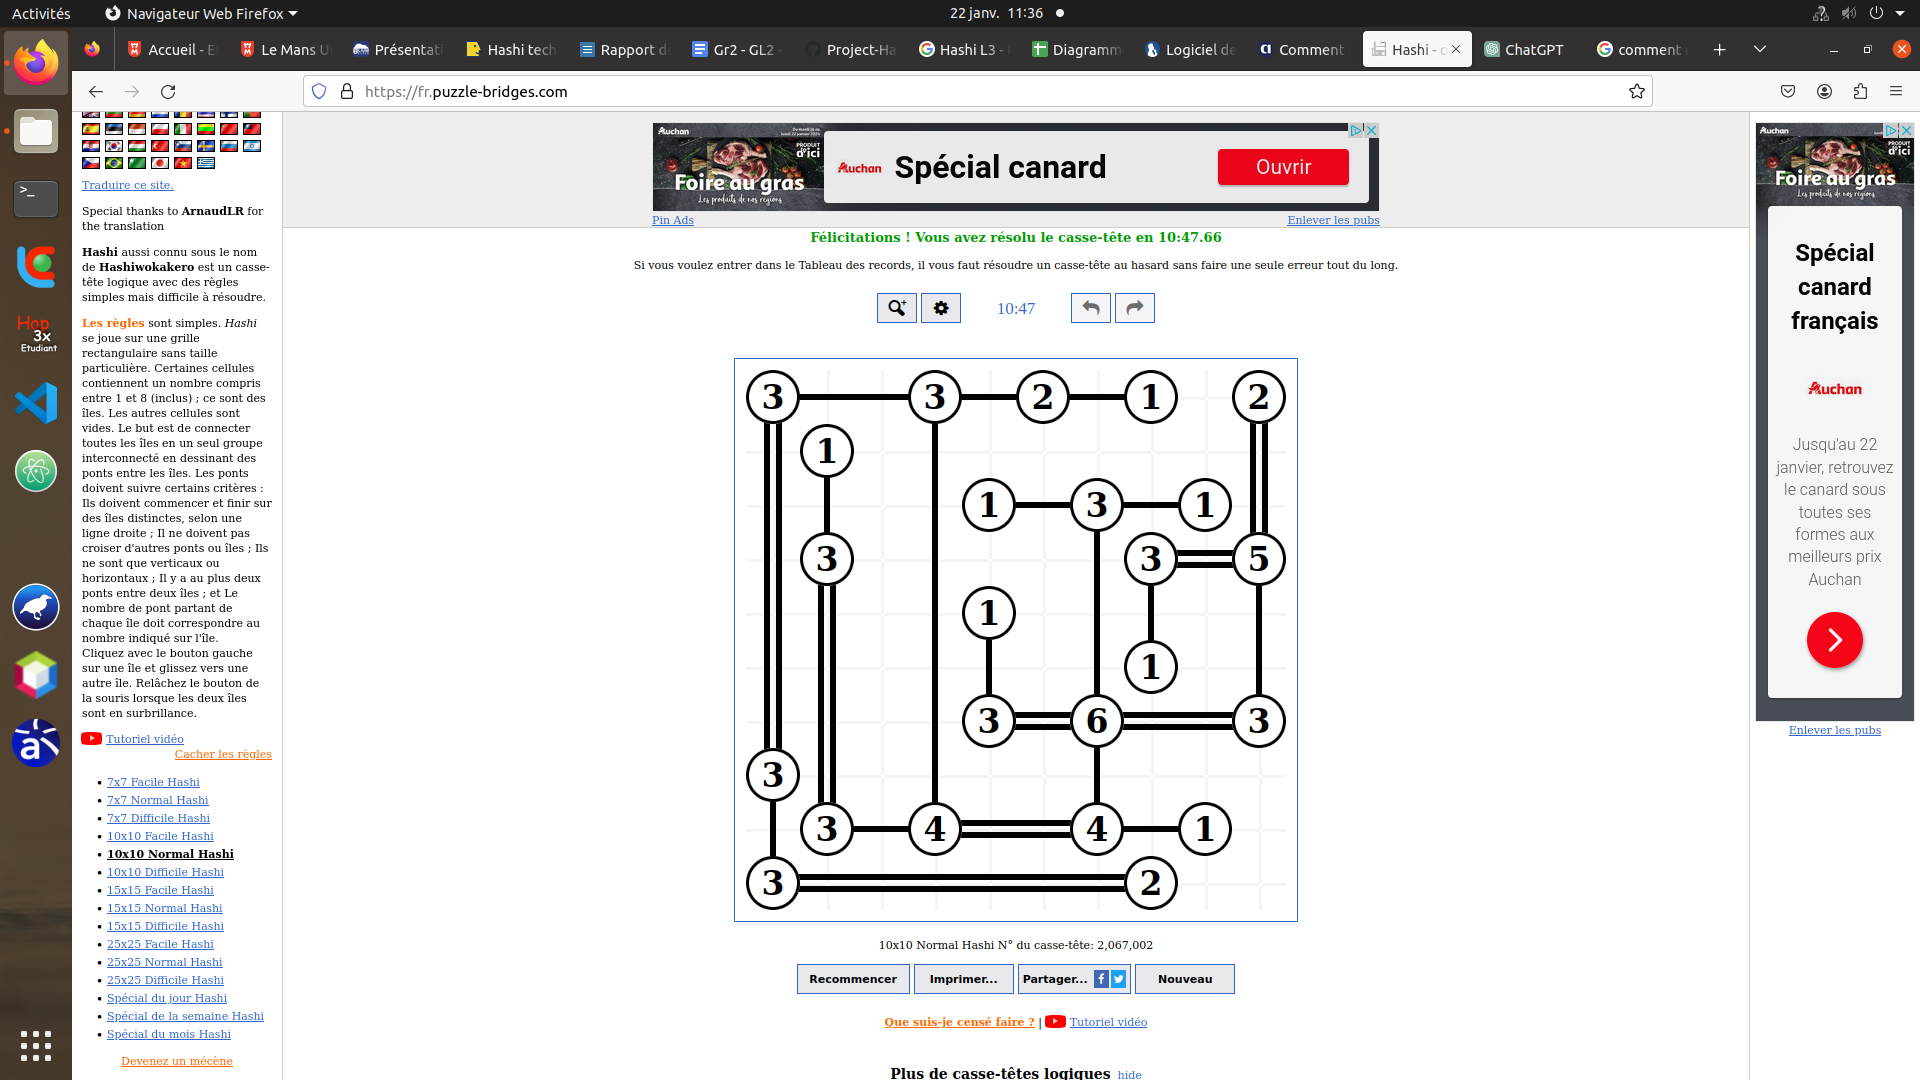 Activités
Navigateur Web Firefox
22 janv. 11:36
Accueil - E
Le Mans U
Présentati
Hashi tech
Rapport d
Gr2 - GL2 -
Project-Ha
Hashi L3 -
Diagramm
Logiciel de
Comment
Hashi - o
ChatGPT
comment
https://fr.puzzle-bridges.com
Traduire ce site.
Special thanks to ArnaudLR for
the translation
Hashi aussi connu sous le nom
de Hashiwokakero est un casse-
tête logique avec des règles
simples mais difficile à résoudre.
Les règles sont simples. Hashi
se joue sur une grille
rectangulaire sans taille
particulière. Certaines cellules
contiennent un nombre compris
entre 1 et 8 (inclus) ; ce sont des
îles. Les autres cellules sont
vides. Le but est de connecter
toutes les îles en un seul groupe
interconnecté en dessinant des
ponts entre les îles. Les ponts
doivent suivre certains critères :
Ils doivent commencer et finir sur
des îles distinctes, selon une
ligne droite ; Il ne doivent pas
croiser d'autres ponts ou îles ; Ils
ne sont que verticaux ou
horizontaux ; Il y a au plus deux
ponts entre deux îles ; et Le
nombre de pont partant de
chaque île doit correspondre au
nombre indiqué sur l'île.
Cliquez avec le bouton gauche
sur une île et glissez vers une
autre île. Relâchez le bouton de
la souris lorsque les deux îles
sont en surbrillance.
Tutoriel vidéo
Cacher les règles
7x7 Facile Hashi
7x7 Normal Hashi
7x7 Difficile Hashi
10x10 Facile Hashi
10x10 Normal Hashi
10x10 Difficile Hashi
15x15 Facile Hashi
15x15 Normal Hashi
15x15 Difficile Hashi
25x25 Facile Hashi
25x25 Normal Hashi
25x25 Difficile Hashi
Spécial du jour Hashi
Spécial de la semaine Hashi
Spécial du mois Hashi
Devenez un mécène
Hop
3x
Etudiant
Auchan
PRODUIT
d'ici
Foire au gras
Les produits de nos régions
Auchan
Spécial canard
Ouvrir
Pin Ads
Enlever les pubs
Félicitations ! Vous avez résolu le casse-tête en 10:47.66
Si vous voulez entrer dans le Tableau des records, il vous faut résoudre un casse-tête au hasard sans faire une seule erreur tout du long.
10:47
3 3 2 1 2
1
1 3 1
3 3 5
1
1
3 6 3
3
3 4 4 1
3 2
10x10 Normal Hashi N° du casse-tête: 2,067,002
Recommencer
Imprimer...
Partager...
Nouveau
Que suis-je censé faire ? | Tutoriel vidéo
Plus de casse-têtes logiques hide
Auchan
PRODUIT
d'ici
Foire au gras
Les produits de nos régions
Spécial
canard
français
Auchan
Jusqu'au 22
janvier, retrouvez
le canard sous
toutes ses
formes aux
meilleurs prix
Auchan
Enlever les pubs